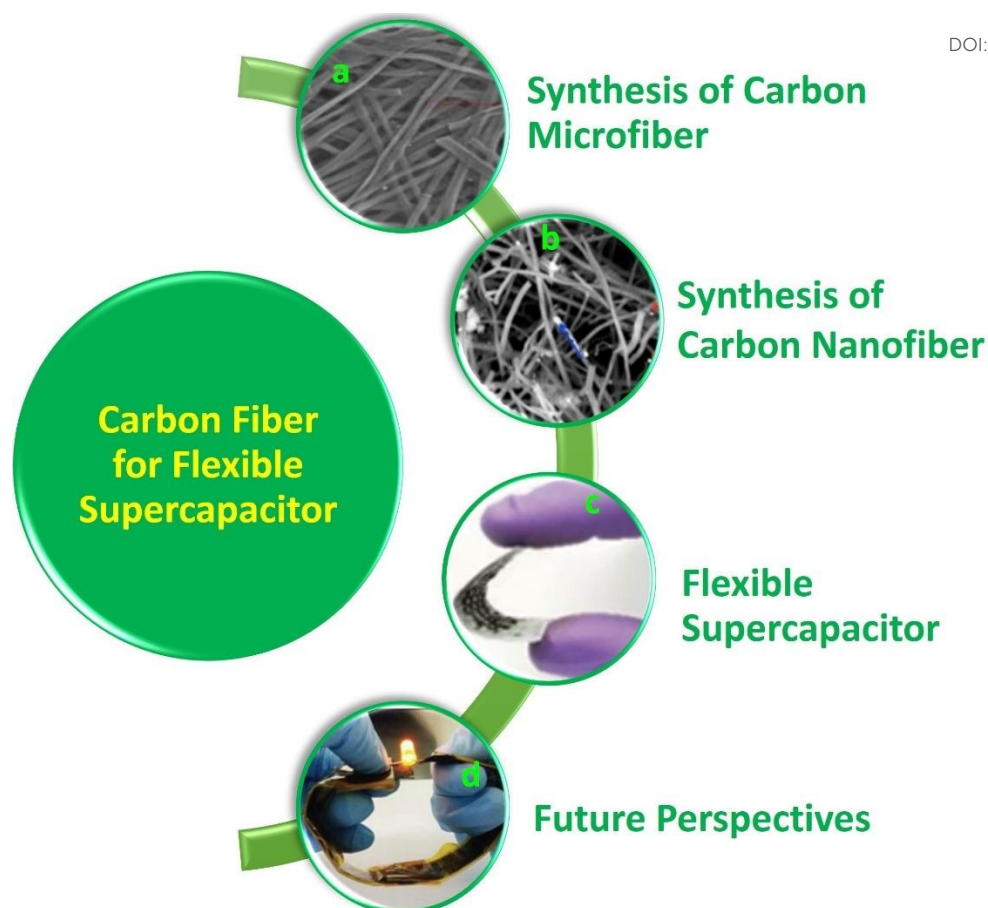 DOI:
a
Synthesis of Carbon
Microfiber
b
Synthesis of
Carbon Nanofiber
Carbon Fiber
for Flexible
Supercapacitor
c
Flexible
Supercapacitor
d
Future Perspectives